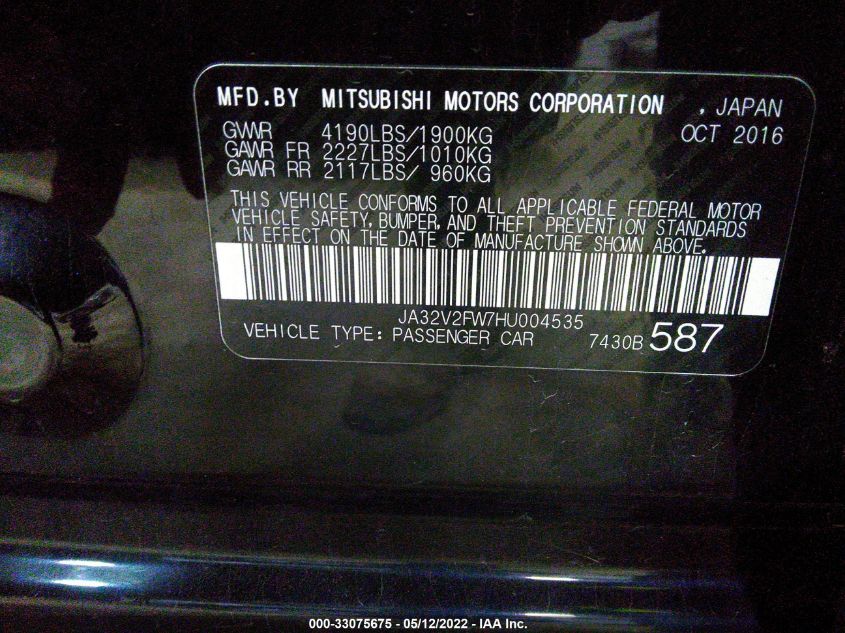 MFD.BY MITSUBISHI MOTORS CORPORATION , JAPAN
GVWR 4190LBS/1900KG OCT 2016
GAWR FR 2227LBS/1010KG
GAWR RR 2117LBS/ 960KG
THIS VEHICLE CONFORMS TO ALL APPLICABLE FEDERAL MOTOR
VEHICLE SAFETY, BUMPER, AND THEFT PREVENTION STANDARDS
IN EFFECT ON THE DATE OF MANUFACTURE SHOWN ABOVE.
JA32V2FW7HU004535
VEHICLE TYPE: PASSENGER CAR 7430B 587
000-33075675 - 05/12/2022 - IAA Inc.